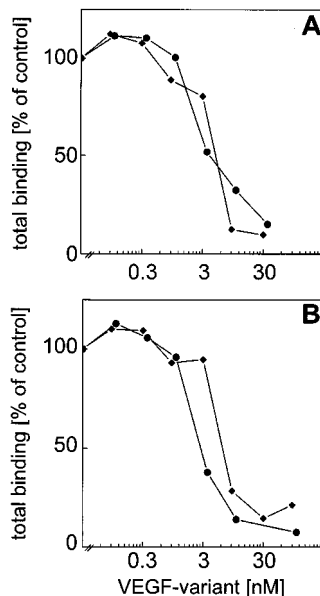 A
total binding [% of control]
100
50
0
0.3 3 30
B
total binding [% of control]
100
50
0
0.3 3 30
VEGF-variant [nM]